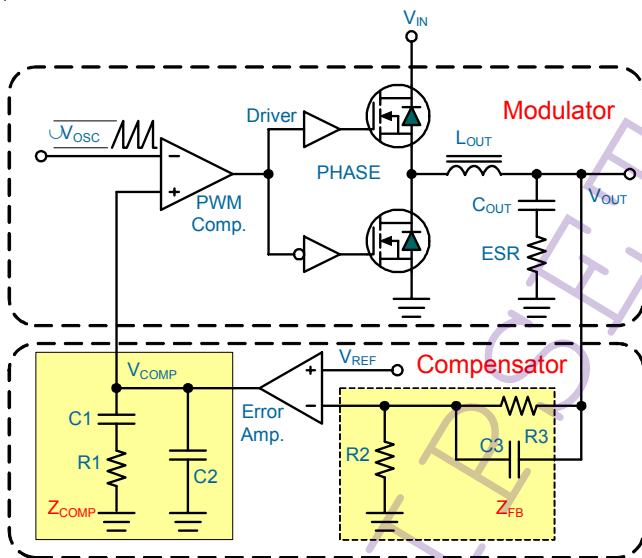 VIN
Modulator
Driver
LOUT
∪VOSC
−
PHASE
+
PWM
Comp.
COUT
VOUT
ESR
VCOMP
VREF
Compensator
+
−
C1
Error
Amp.
R3
C3
R1
C2
R2
ZCOMP
ZFB